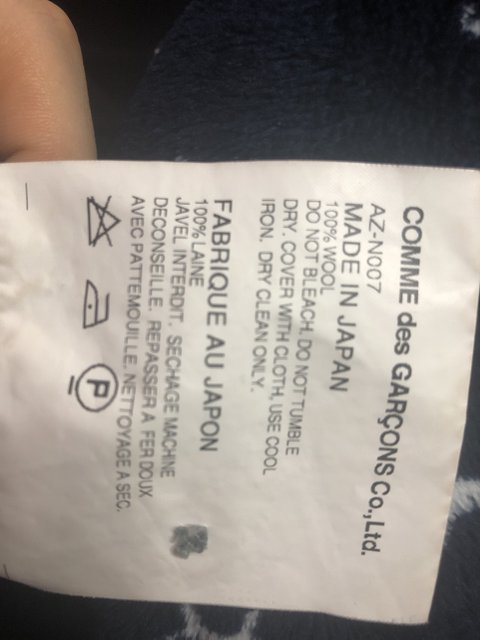 COMME des GARÇONS Co.,Ltd.
AZ-N007
MADE IN JAPAN
100% WOOL
DO NOT BLEACH. DO NOT TUMBLE
DRY. COVER WITH CLOTH, USE COOL
IRON. DRY CLEAN ONLY.
FABRIQUE AU JAPON
100% LAINE
JAVEL INTERDIT. SECHAGE MACHINE
DECONSEILLE. REPASSER A FER DOUX
AVEC PATTEMOUILLE. NETTOYAGE A SEC.
P